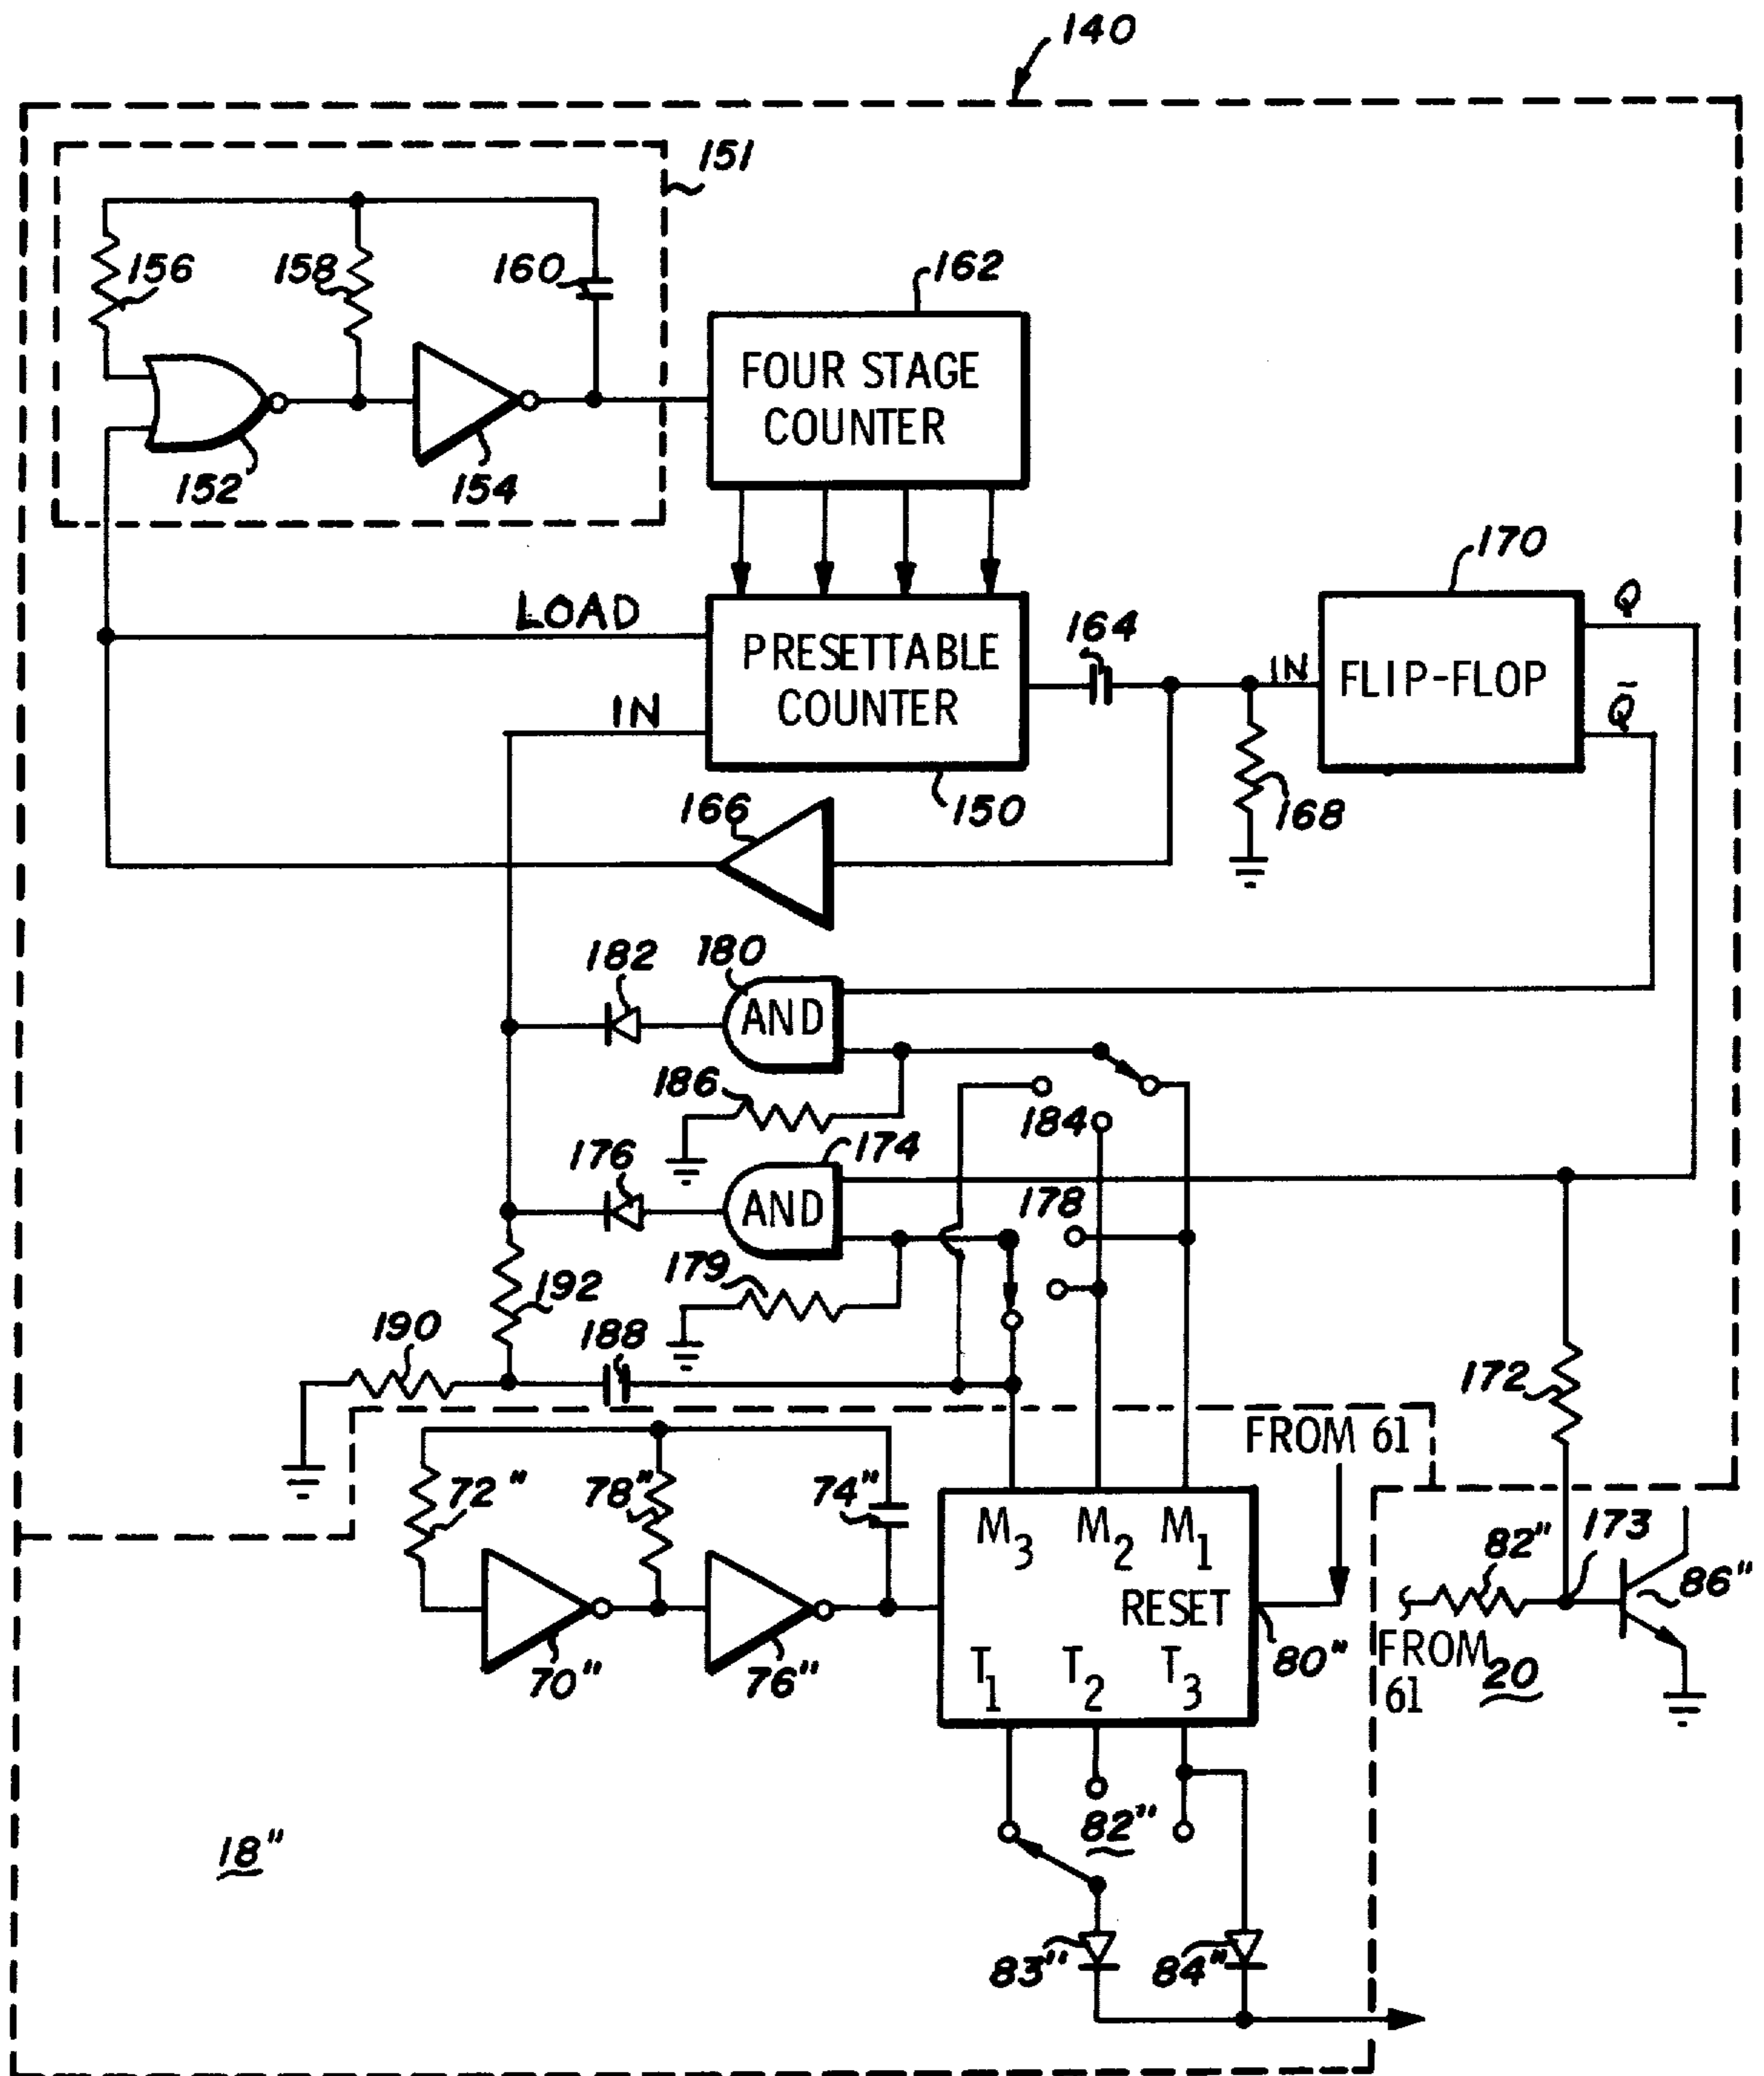 140
151
156
158
160
162
FOUR STAGE
COUNTER
152
154
170
LOAD
164
Q
PRESETTABLE
COUNTER
IN
FLIP-FLOP
Q̄
IN
166
150
168
182
180
AND
186
184
176
174
AND
178
179
192
190
188
172
FROM 61
72"
78"
74"
M3 M2 M1
82" 173
RESET
86"
70"
76"
T1 T2 T3
80"
FROM
61
20
18"
82"
83"
84"